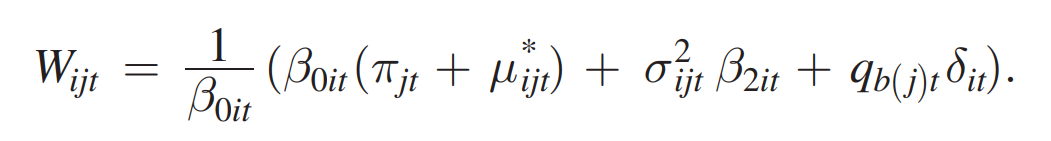 W_{ijt} = \frac{1}{\beta_{0it}} (\beta_{0it}(\pi_{jt} + \mu^*_{ijt}) + \sigma^2_{ijt} \beta_{2it} + q_{b(j)t} \delta_{it}).